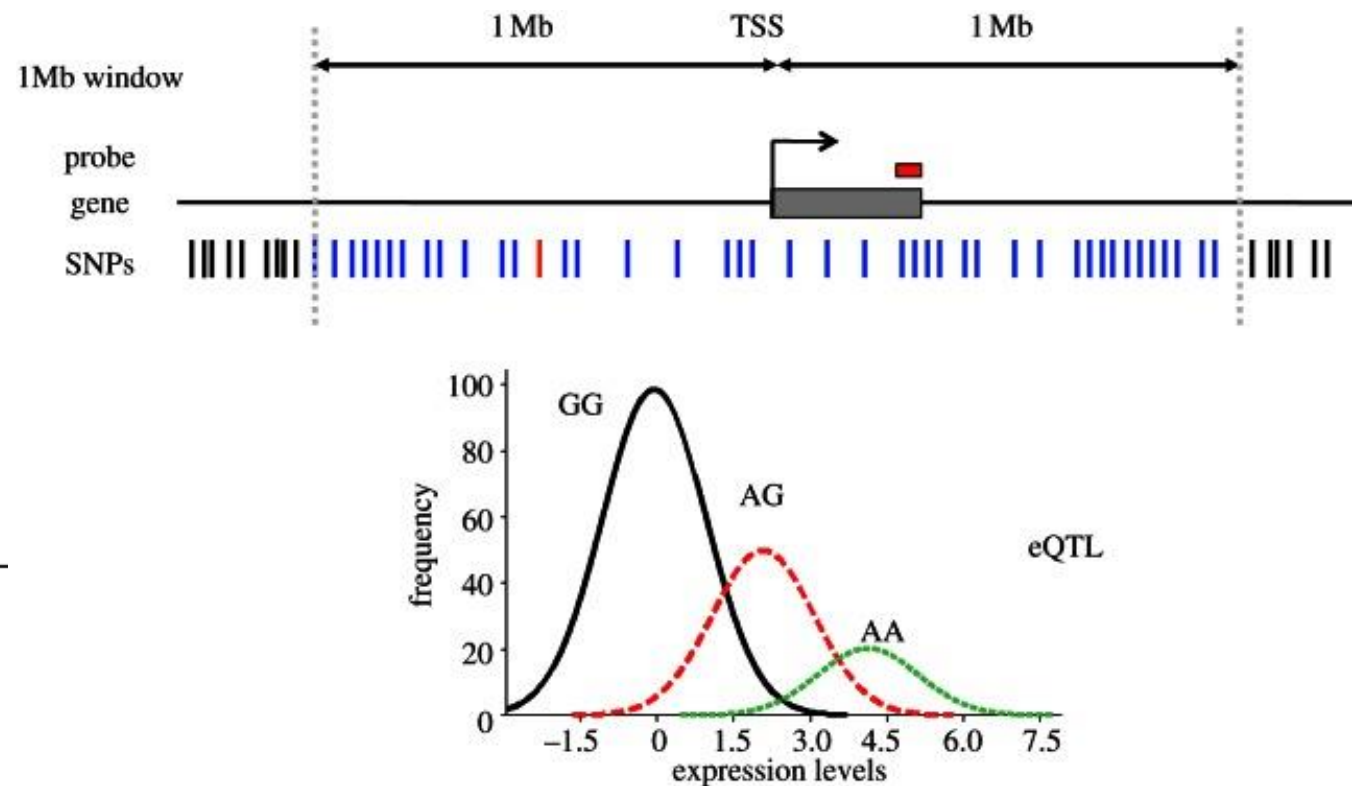 1 Mb TSS 1 Mb
1Mb window
probe
gene
SNPs
100
80
60
40
20
0
frequency
GG
AG
AA
eQTL
–1.5 0 1.5 3.0 4.5 6.0 7.5
expression levels